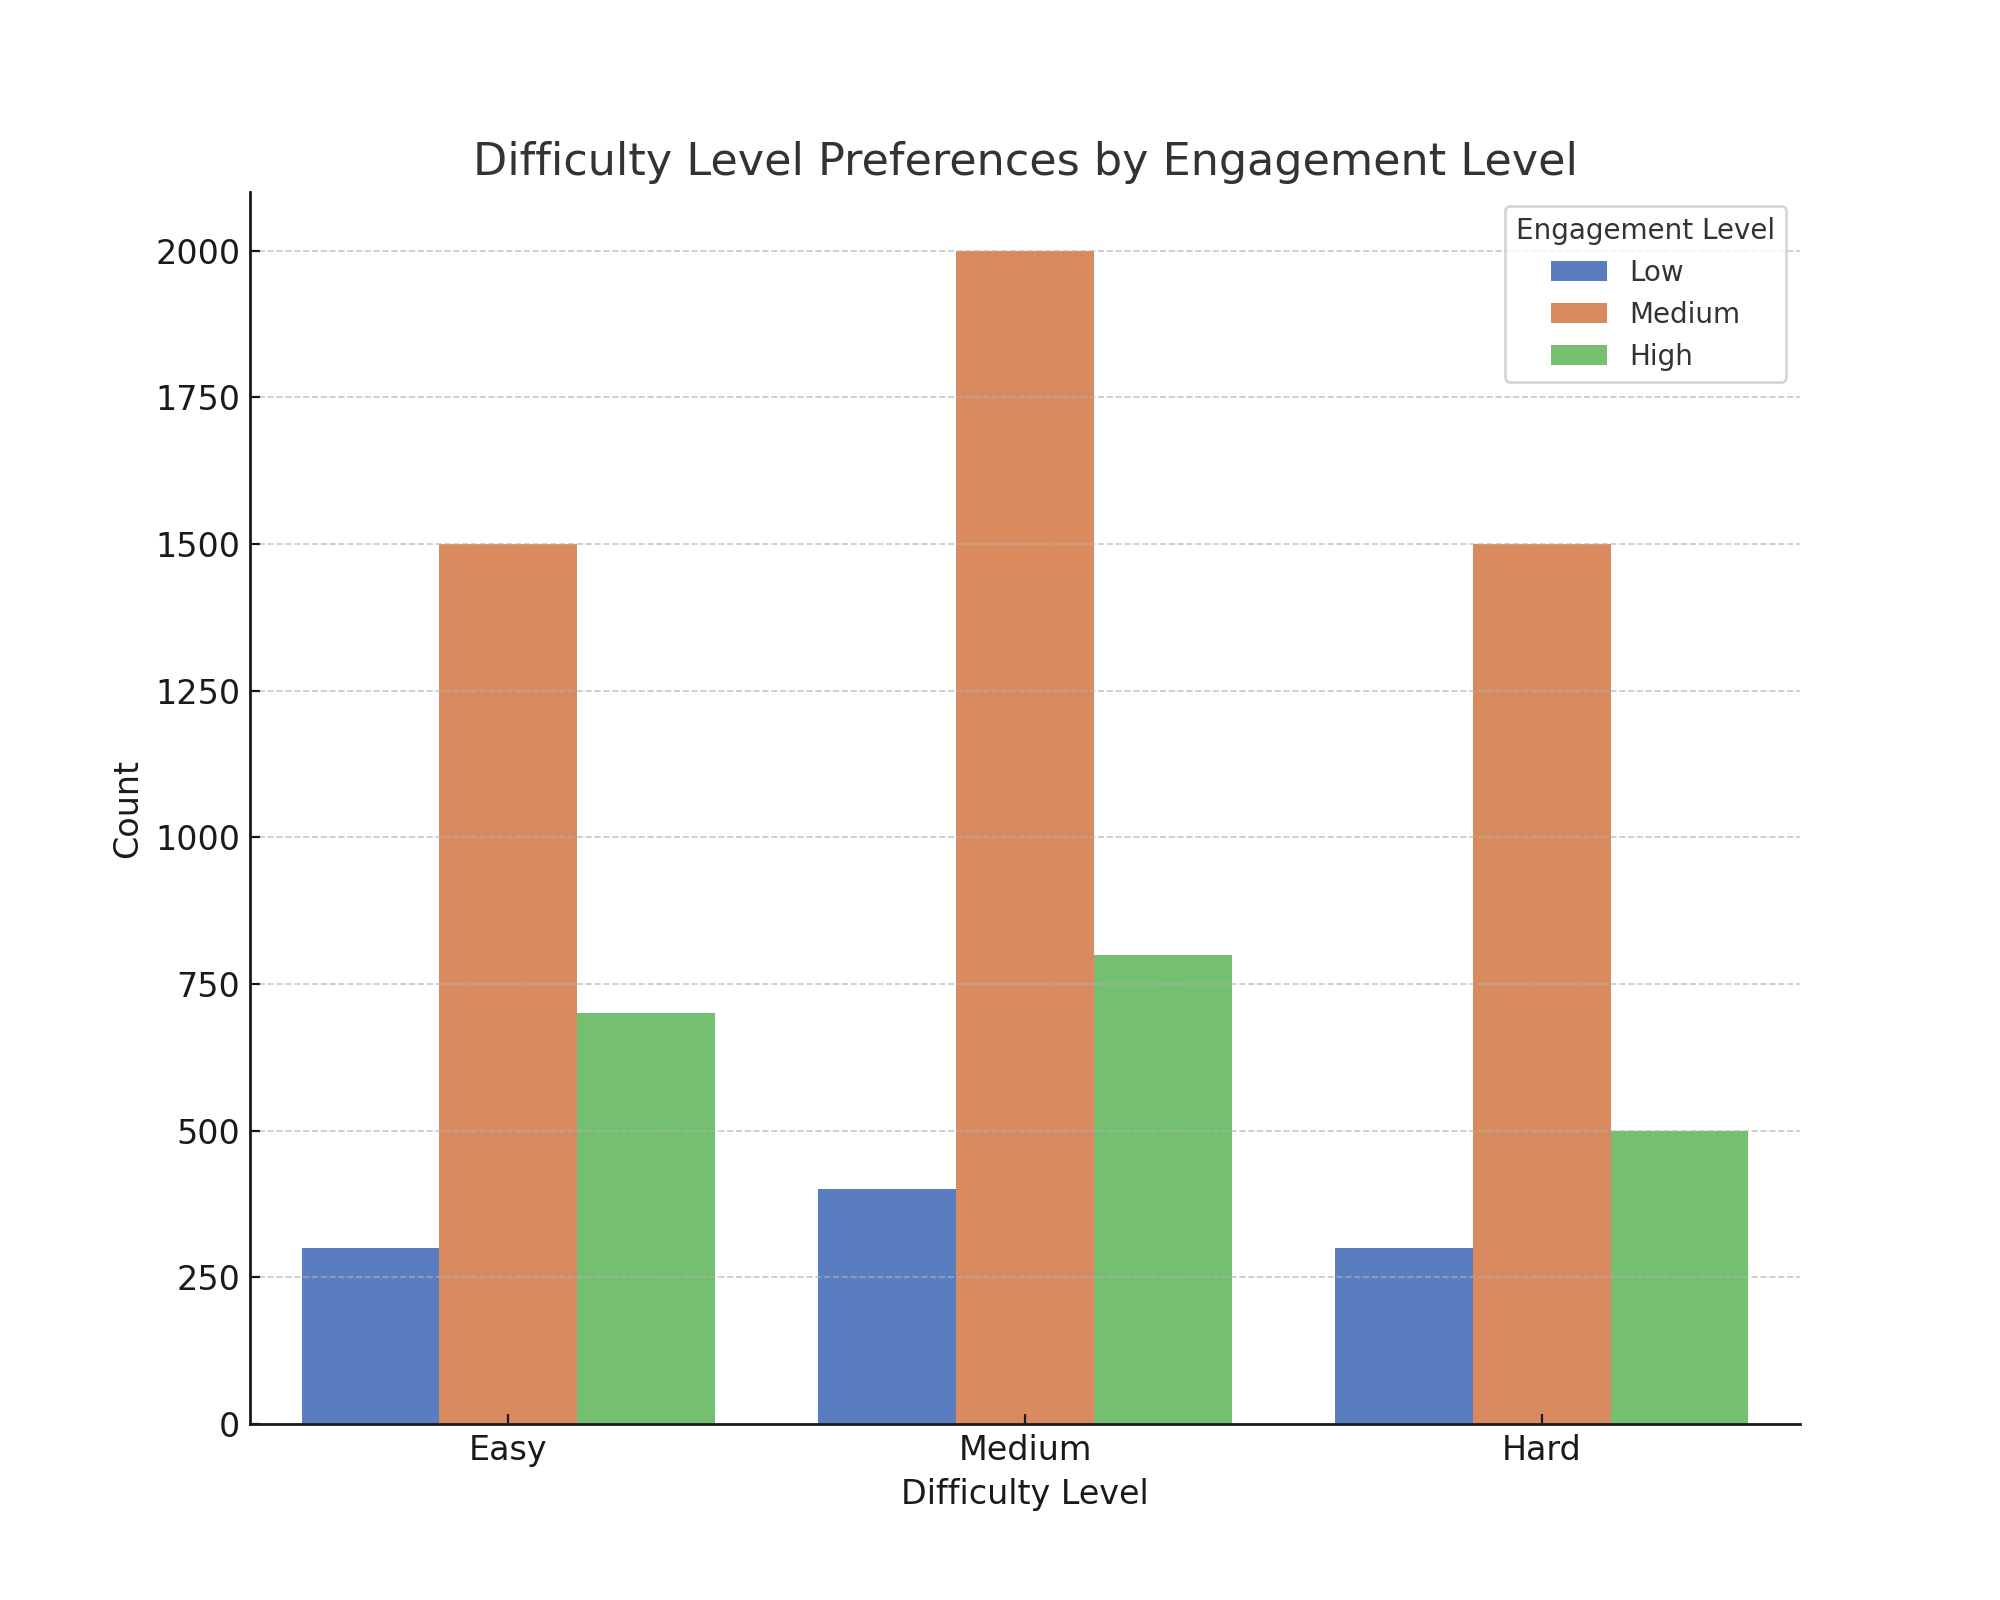 Difficulty Level Preferences by Engagement Level
Engagement Level
Low
Medium
High
2000
1750
1500
1250
1000
750
500
250
0
Count
Easy
Medium
Hard
Difficulty Level